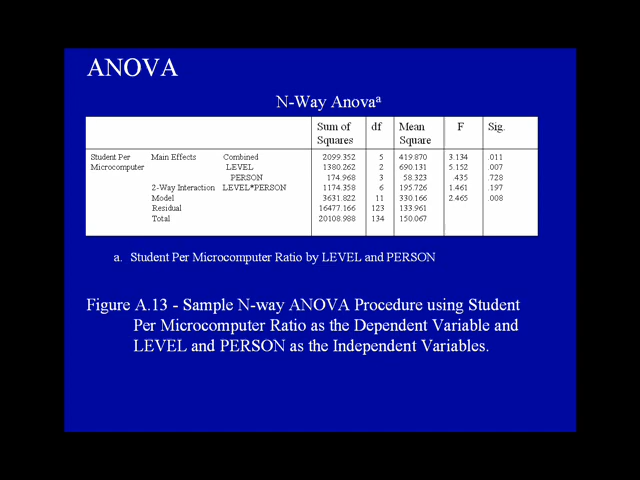 ANOVA
N-Way Anovaᵃ
Sum of Squares df Mean Square F Sig.
Student Per Microcomputer Main Effects Combined 2099.352 5 419.870 3.134 .011
LEVEL 1380.262 2 690.131 5.152 .007
PERSON 174.968 3 58.323 .435 .728
2-Way Interaction LEVEL*PERSON 1174.358 6 195.726 1.461 .197
Model 3631.822 11 330.166 2.465 .008
Residual 16477.166 123 133.961
Total 20108.988 134 150.067
a. Student Per Microcomputer Ratio by LEVEL and PERSON
Figure A.13 - Sample N-way ANOVA Procedure using Student
Per Microcomputer Ratio as the Dependent Variable and
LEVEL and PERSON as the Independent Variables.